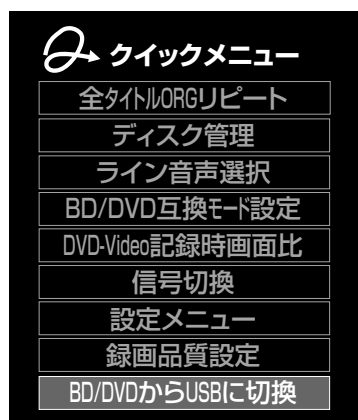 クイックメニュー
全タイトルORGリピート
ディスク管理
ライン音声選択
BD/DVD互換モード設定
DVD-Video記録時画面比
信号切換
設定メニュー
録画品質設定
BD/DVDからUSBに切換